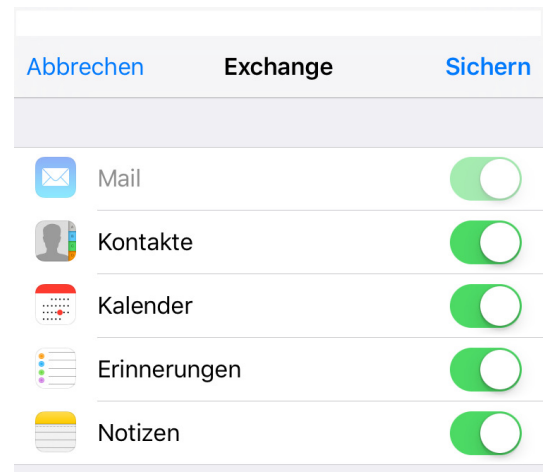 Abbrechen Exchange Sichern
Mail
Kontakte
Kalender
Erinnerungen
Notizen